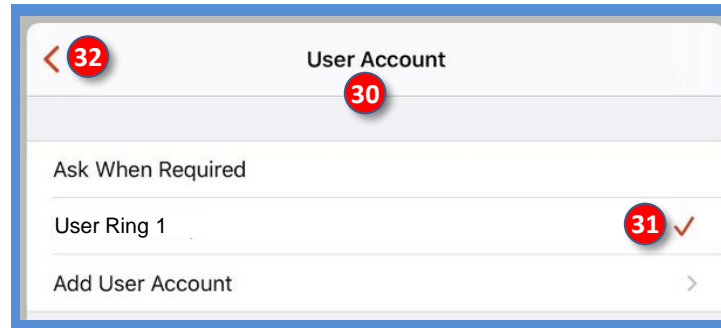 32 User Account
30
Ask When Required
User Ring 1 31
Add User Account